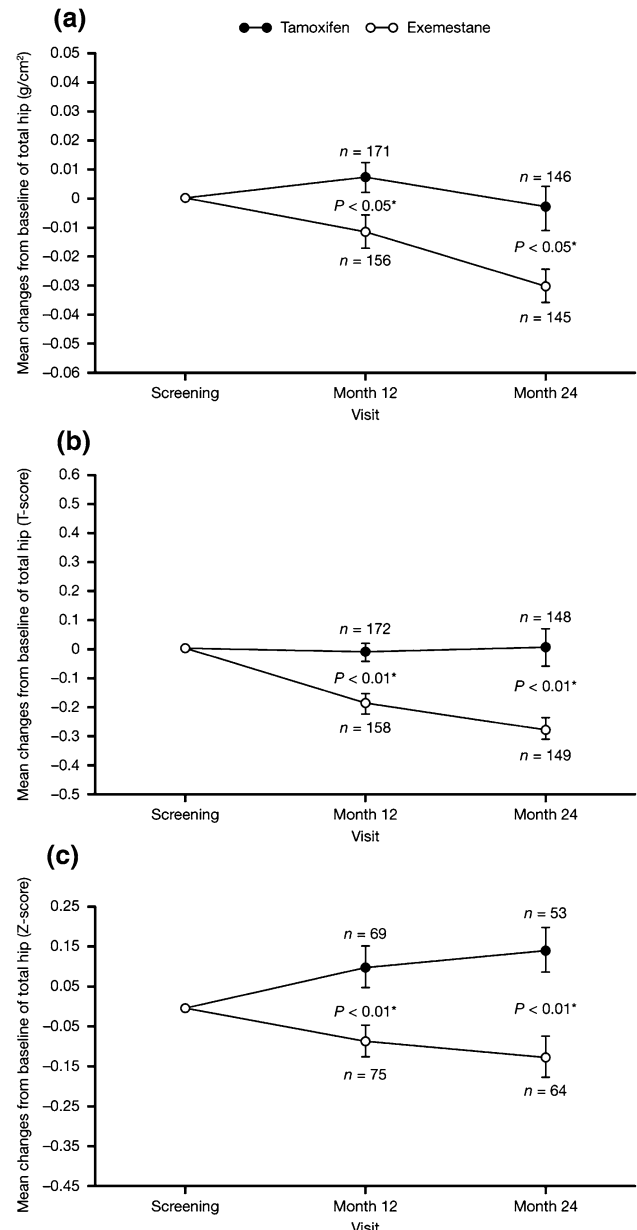 (a)
Tamoxifen Exemestane
Mean changes from baseline of total hip (g/cm²)
0.05
0.04
0.03
0.02
0.01
0
–0.01
–0.02
–0.03
–0.04
–0.05
–0.06
n = 171
n = 146
P < 0.05*
P < 0.05*
n = 156
n = 145
Screening Month 12 Month 24
Visit
(b)
Mean changes from baseline of total hip (T-score)
0.6
0.5
0.4
0.3
0.2
0.1
0
–0.1
–0.2
–0.3
–0.4
–0.5
n = 172
n = 148
P < 0.01*
P < 0.01*
n = 158
n = 149
Screening Month 12 Month 24
Visit
(c)
Mean changes from baseline of total hip (Z-score)
0.25
0.15
0.05
–0.05
–0.15
–0.25
–0.35
–0.45
n = 69
n = 53
P < 0.01*
P < 0.01*
n = 75
n = 64
Screening Month 12 Month 24
Visit